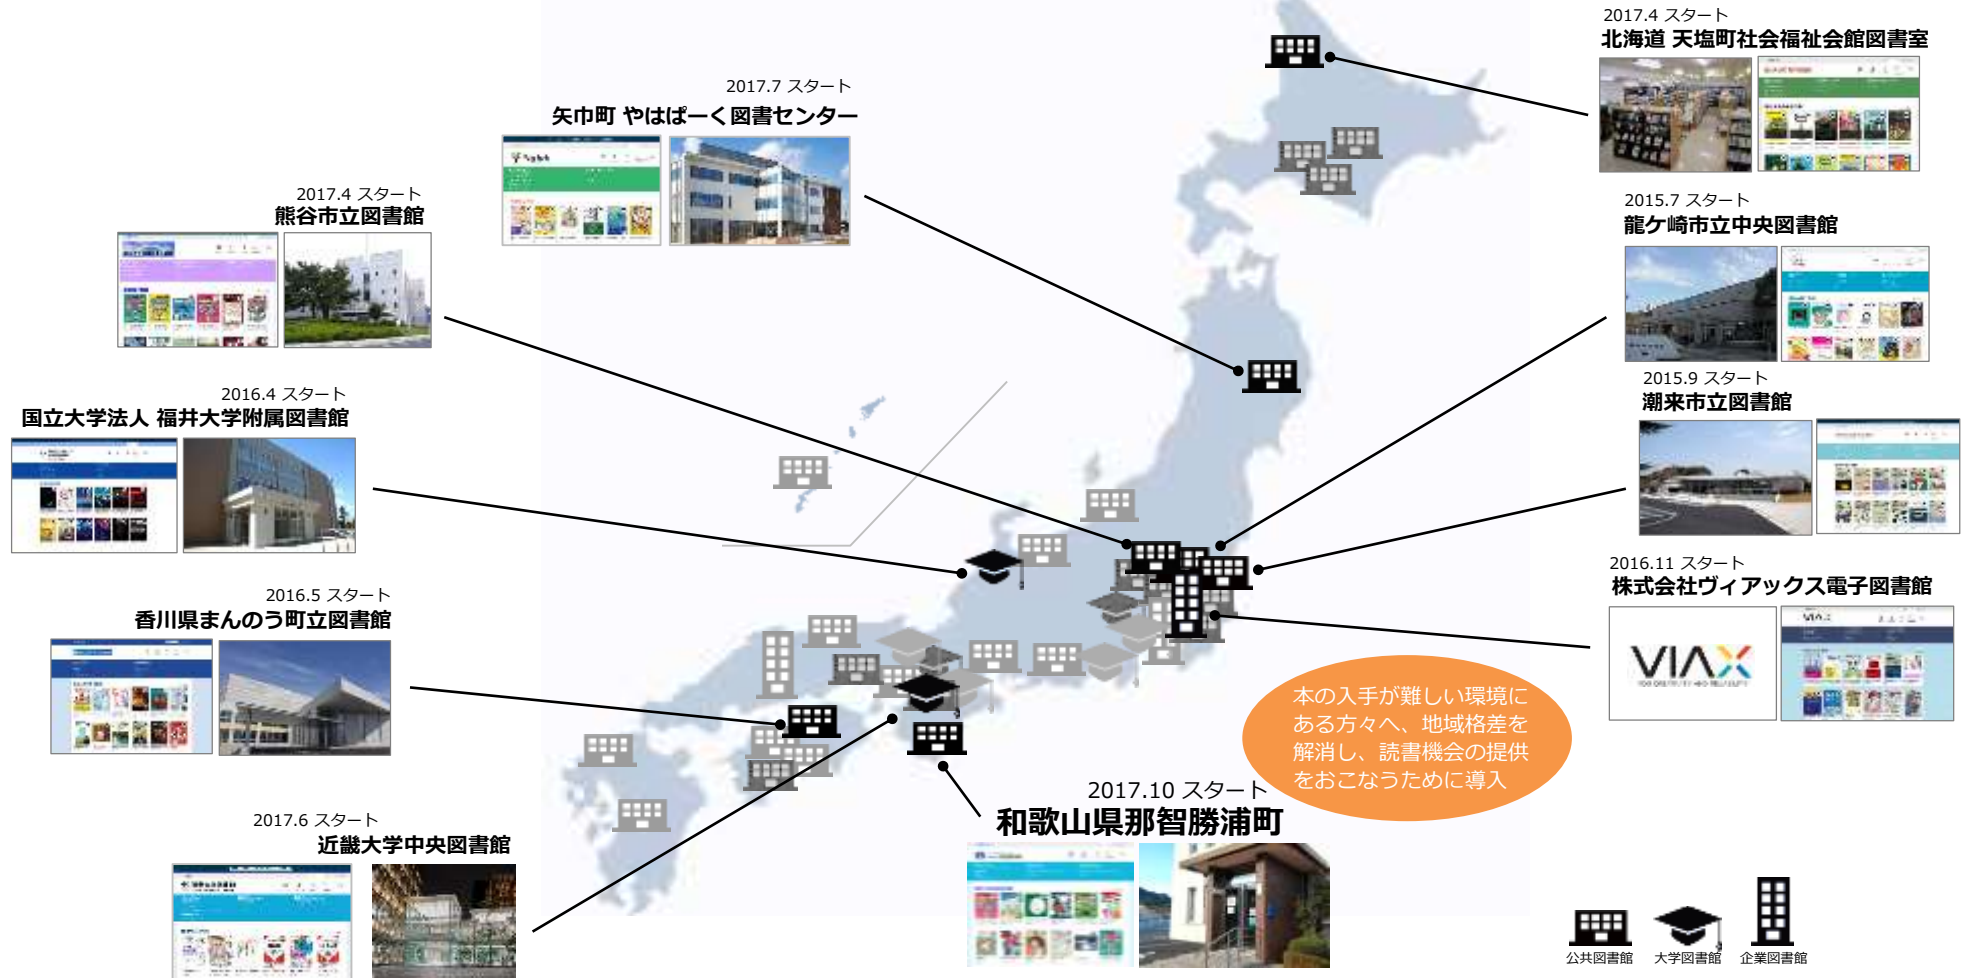 2017.4 スタート
北海道 天塩町社会福祉会館図書室
2017.7 スタート
矢巾町 やはぱーく図書センター
2017.4 スタート
熊谷市立図書館
2015.7 スタート
龍ケ崎市立中央図書館
2015.9 スタート
潮来市立図書館
2016.4 スタート
国立大学法人 福井大学附属図書館
2016.11 スタート
株式会社ヴィアックス電子図書館
VIAX
2016.5 スタート
香川県まんのう町立図書館
本の入手が難しい環境に
ある方々へ、地域格差を
解消し、読書機会の提供
をおこなうために導入
2017.10 スタート
和歌山県那智勝浦町
2017.6 スタート
近畿大学中央図書館
公共図書館
大学図書館
企業図書館